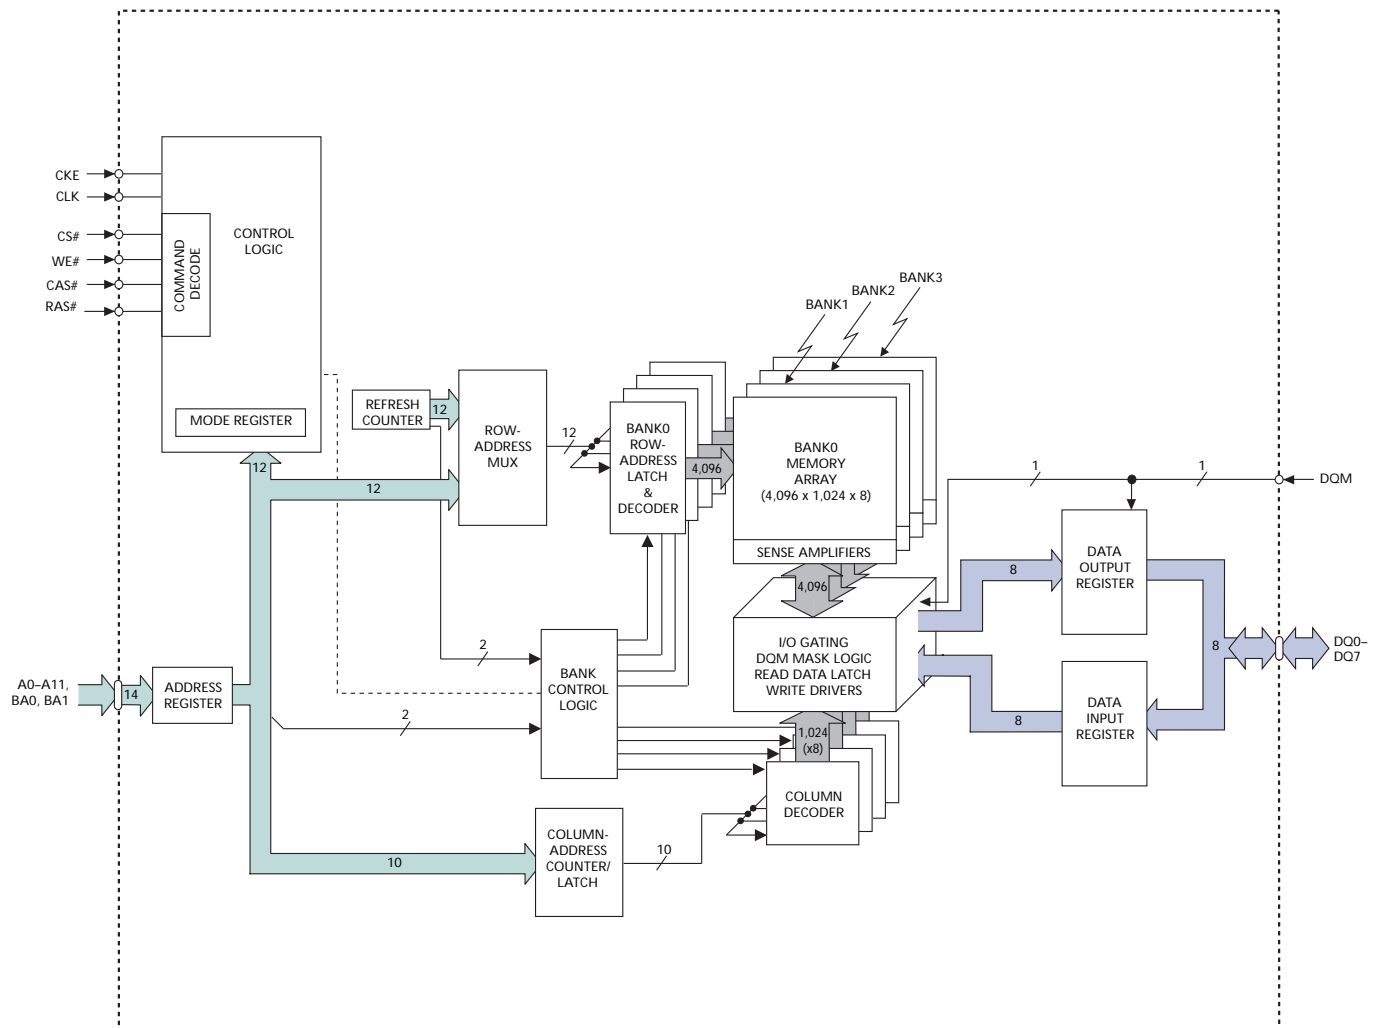 CKE
CLK
CS#
WE#
CAS#
RAS#
COMMAND
DECODE
CONTROL
LOGIC
MODE REGISTER
12
REFRESH
COUNTER
12
12
ROW-
ADDRESS
MUX
12
BANK0
ROW-
ADDRESS
LATCH
&
DECODER
4,096
BANK1
BANK2
BANK3
BANK0
MEMORY
ARRAY
(4,096 x 1,024 x 8)
SENSE AMPLIFIERS
4,096
I/O GATING
DQM MASK LOGIC
READ DATA LATCH
WRITE DRIVERS
1,024
(x8)
COLUMN
DECODER
A0–A11,
BA0, BA1
14
ADDRESS
REGISTER
2
2
BANK
CONTROL
LOGIC
10
COLUMN-
ADDRESS
COUNTER/
LATCH
10
1
1
DQM
8
DATA
OUTPUT
REGISTER
8
DQ0–
DQ7
8
DATA
INPUT
REGISTER